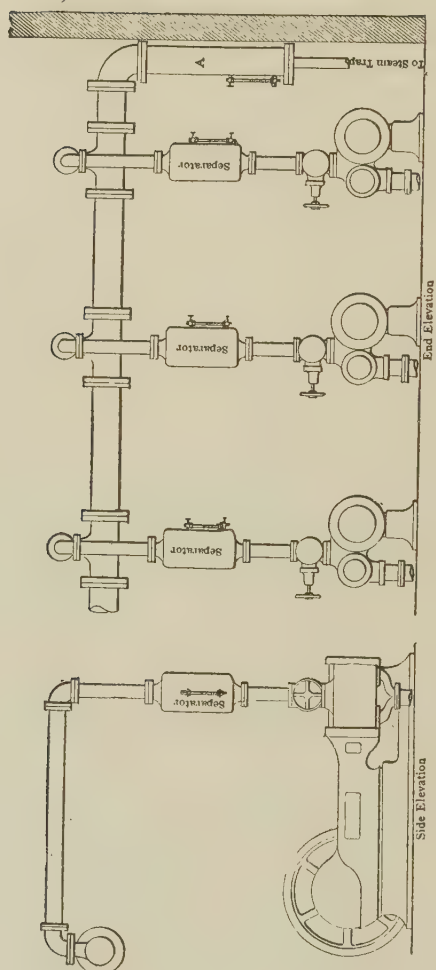 A
To Steam Trap
Separator
Separator
Separator
End Elevation
Separator
Side Elevation